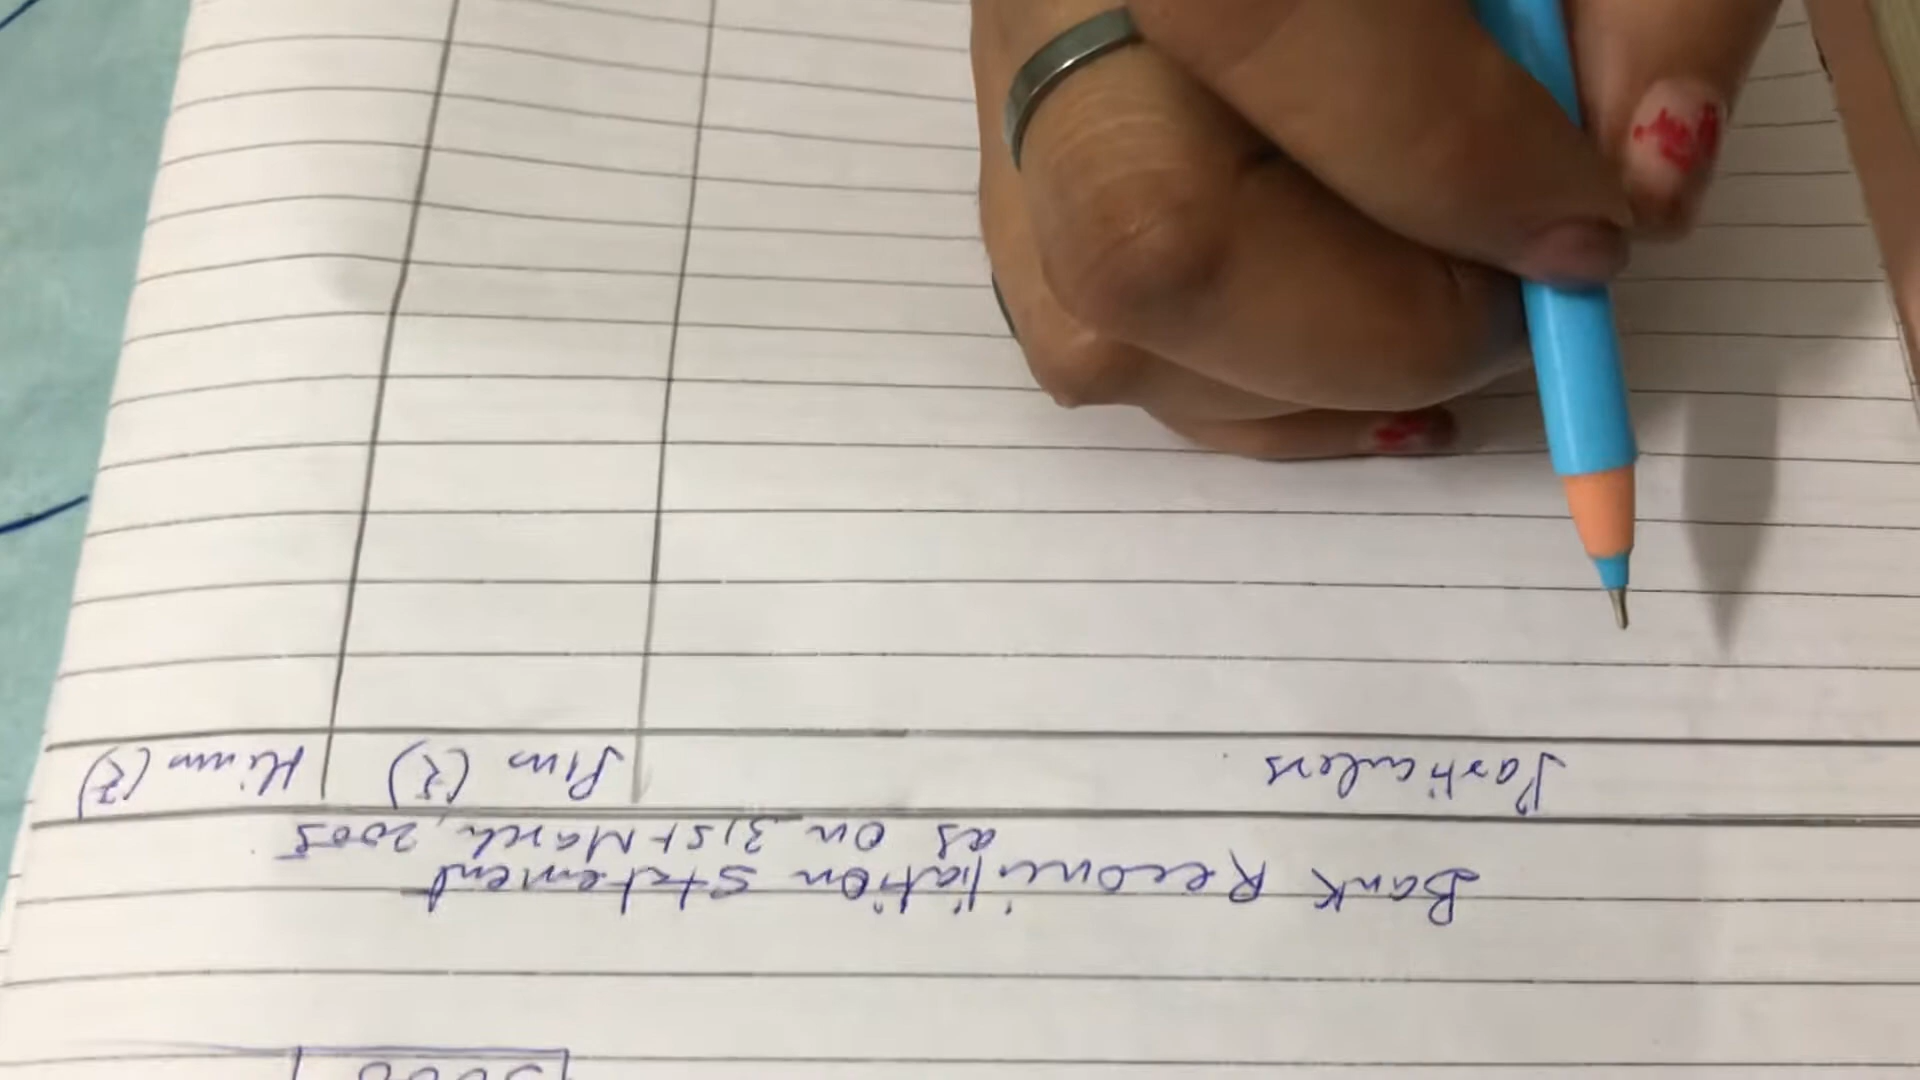 Bank Reconciliation Statement
as on 31st March, 2005
Particulars Plus (₹) Minus (₹)